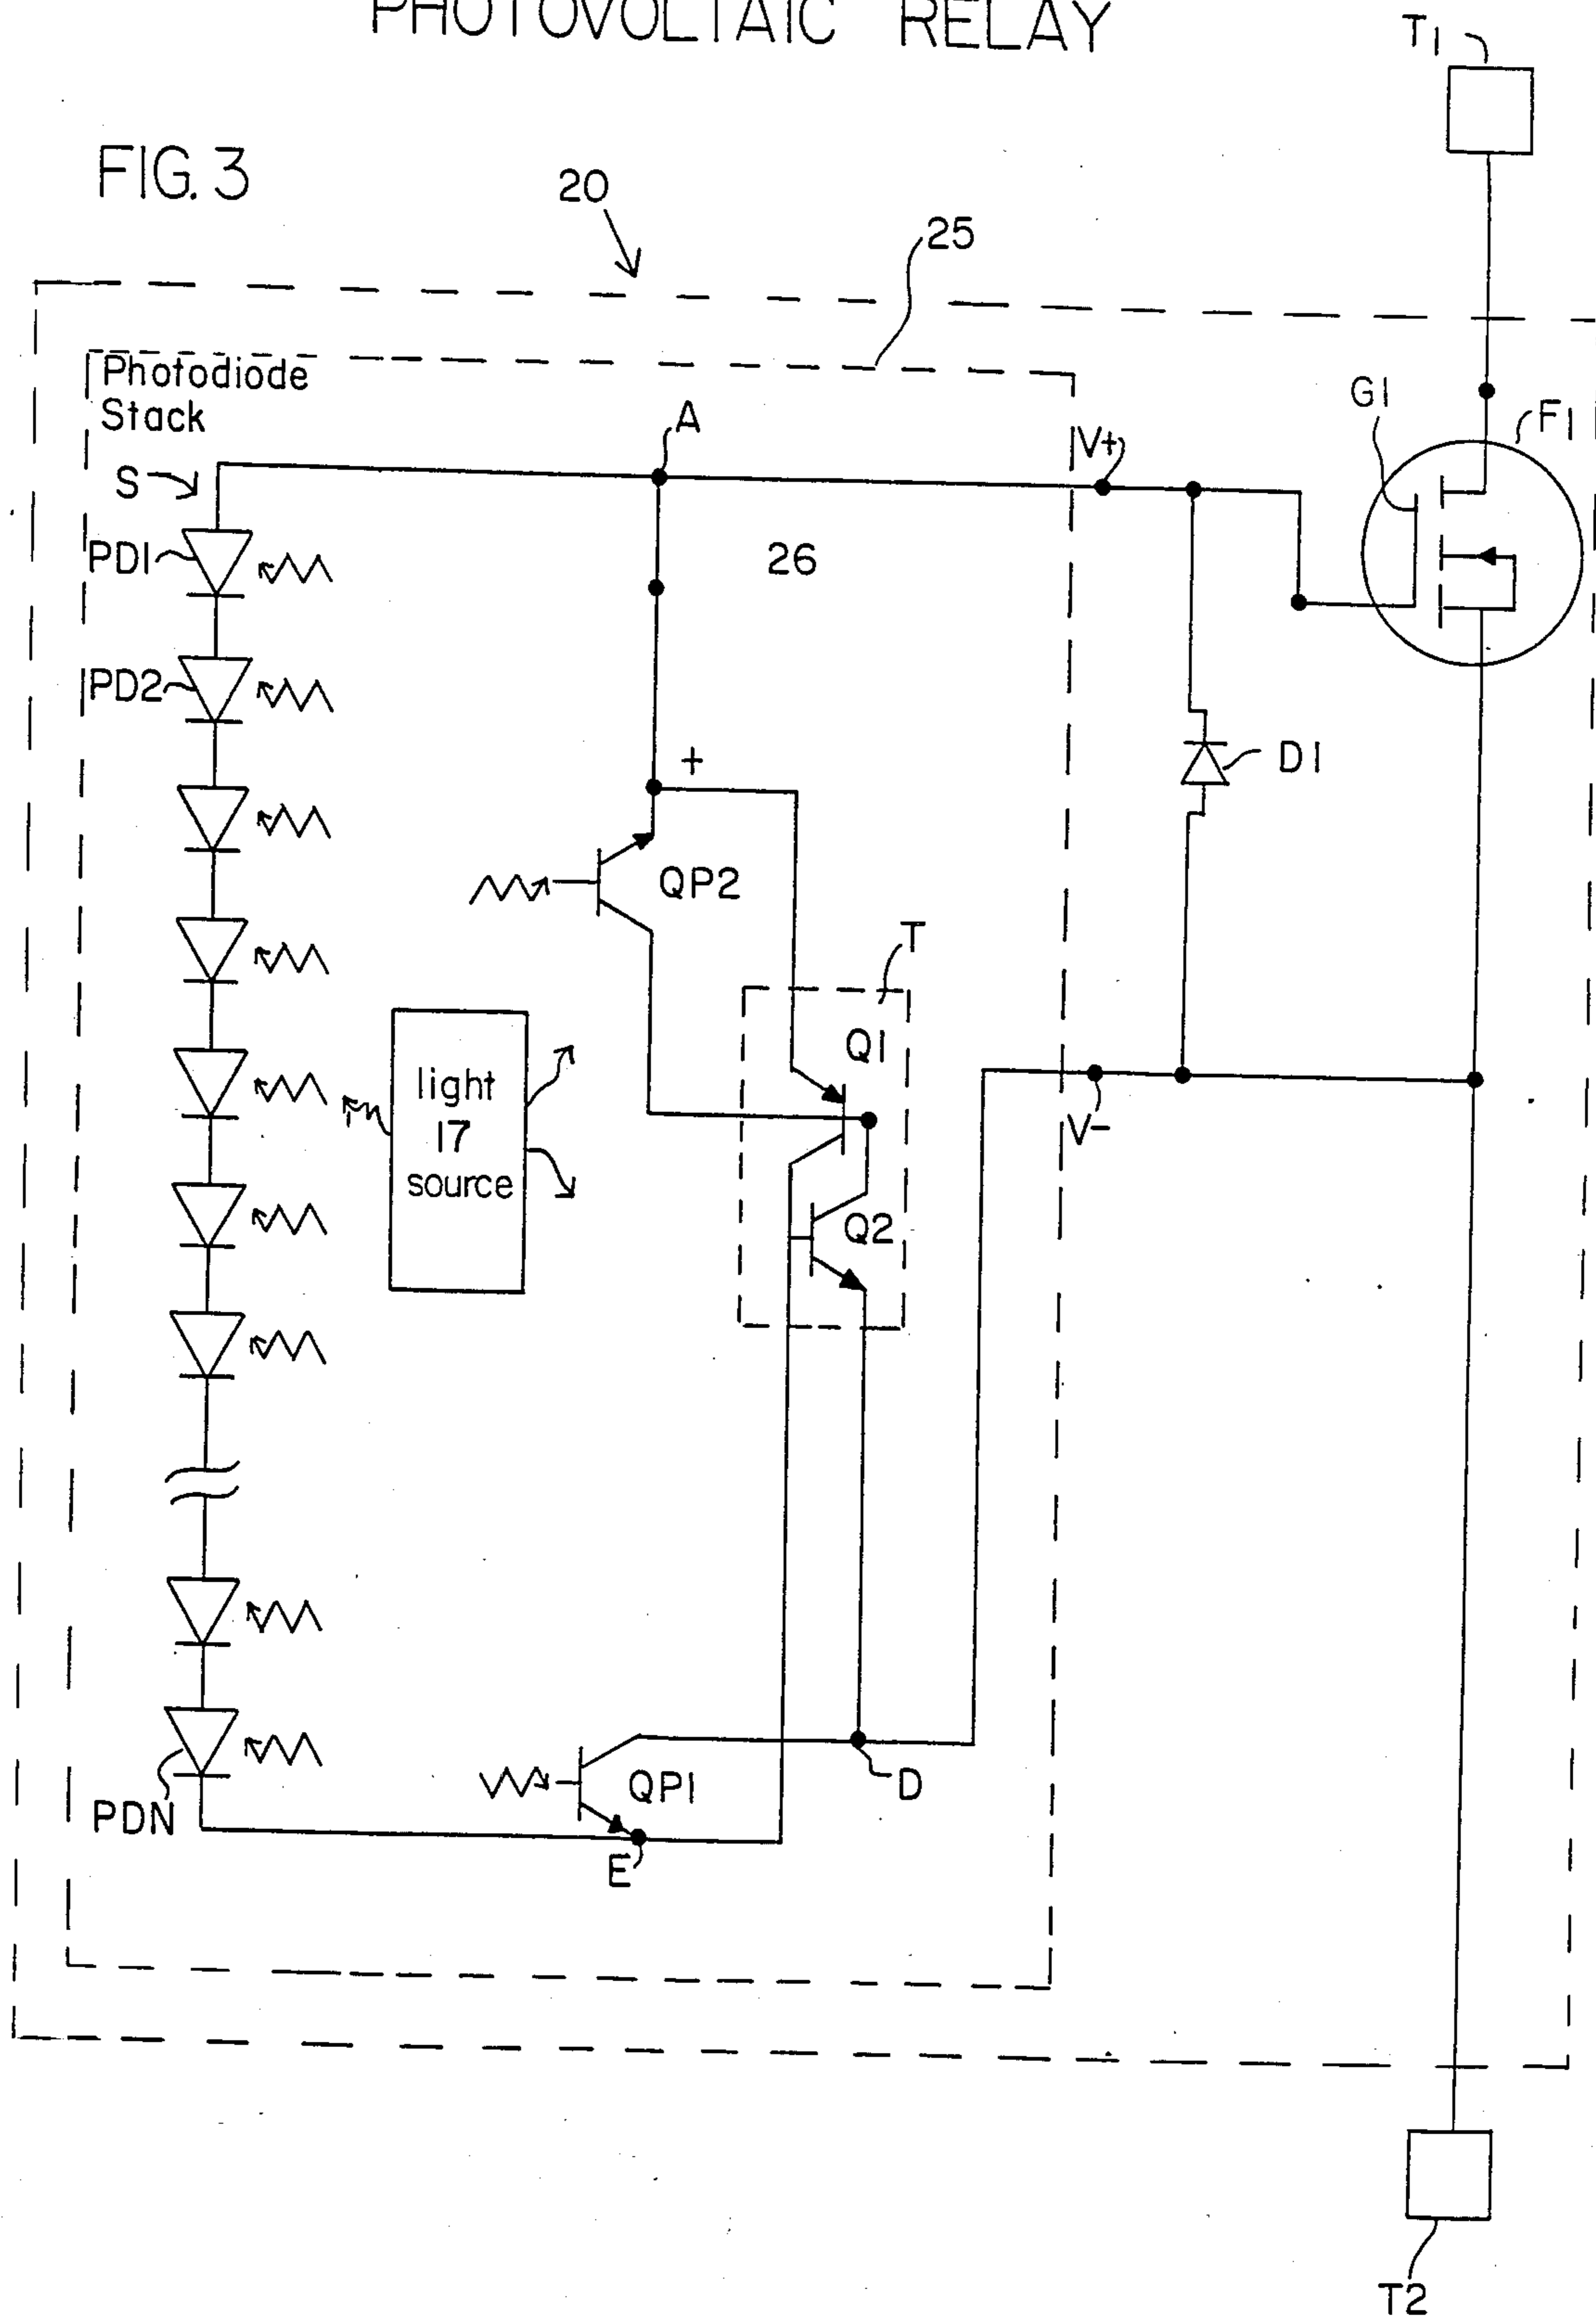 PHOTOVOLTAIC RELAY
T1
FIG. 3
20
25
Photodiode
Stack
A
G1
F1
V+
S
PD1
26
PD2
+
D1
QP2
T
Q1
light
17
source
V-
Q2
QP1
D
PDN
E
T2